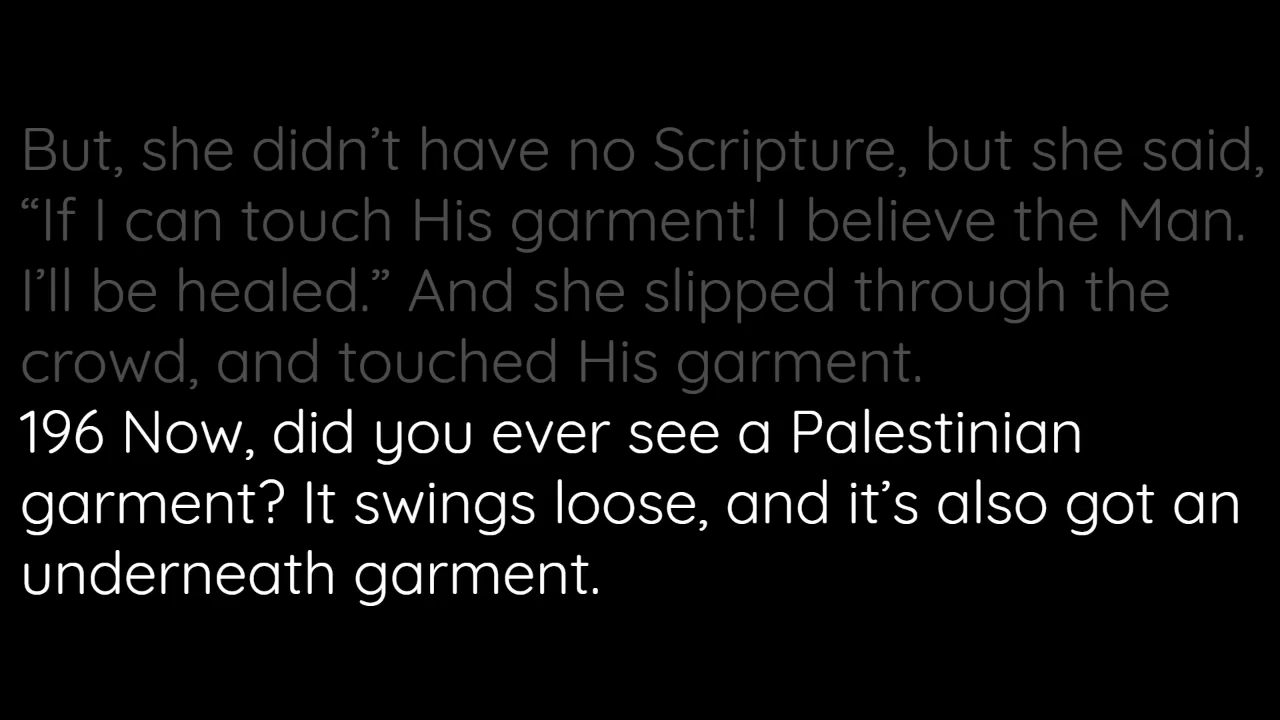 But, she didn’t have no Scripture, but she said,
“If I can touch His garment! I believe the Man.
I’ll be healed.” And she slipped through the
crowd, and touched His garment.
196 Now, did you ever see a Palestinian
garment? It swings loose, and it’s also got an
underneath garment.